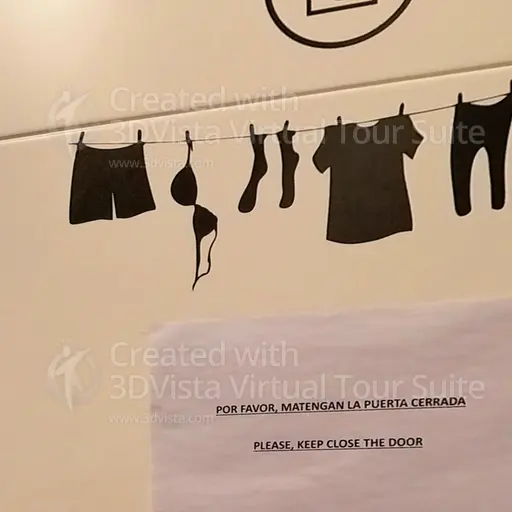 Created with
3DVista Virtual Tour Suite
www.3dvista.com
Created with
3DVista Virtual Tour Suite
www.3dvista.com
POR FAVOR, MATENGAN LA PUERTA CERRADA
PLEASE, KEEP CLOSE THE DOOR